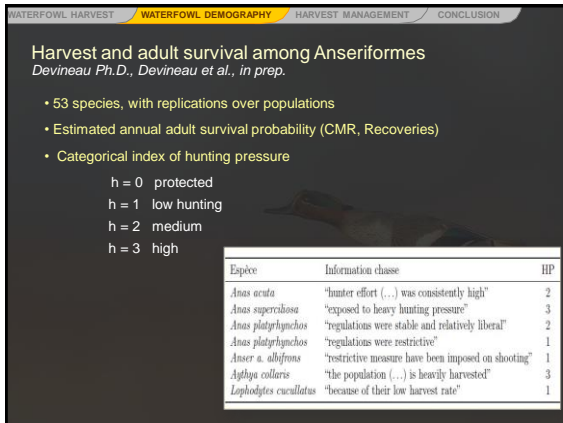 WATERFOWL HARVEST WATERFOWL DEMOGRAPHY HARVEST MANAGEMENT CONCLUSION
Harvest and adult survival among Anseriformes
Devineau Ph.D., Devineau et al., in prep.
• 53 species, with replications over populations
• Estimated annual adult survival probability (CMR, Recoveries)
• Categorical index of hunting pressure
h = 0 protected
h = 1 low hunting
h = 2 medium
h = 3 high
Espèce Information chasse HP
Anas acuta "hunter effort (...) was consistently high" 2
Anas superciliosa "exposed to heavy hunting pressure" 3
Anas platyrhynchos "regulations were stable and relatively liberal" 2
Anas platyrhynchos "regulations were restrictive" 1
Anser a. albifrons "restrictive measure have been imposed on shooting" 1
Aythya collaris "the population (...) is heavily harvested" 3
Lophodytes cucullatus "because of their low harvest rate" 1